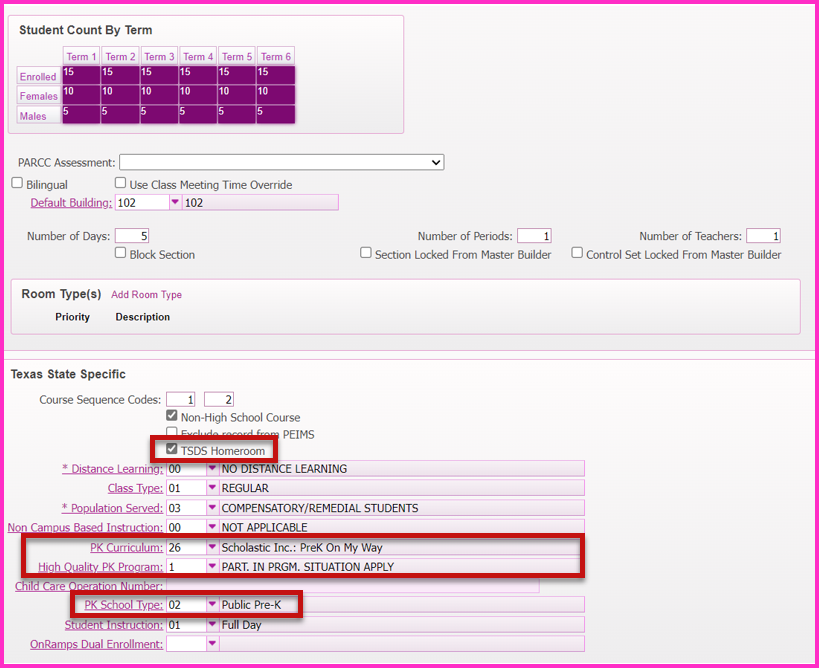 Student Count By Term
Term 1 Term 2 Term 3 Term 4 Term 5 Term 6
Enrolled 15 15 15 15 15 15
Females 10 10 10 10 10 10
Males 5 5 5 5 5 5
PARCC Assessment:
Bilingual Use Class Meeting Time Override
Default Building: 102 102
Number of Days: 5 Number of Periods: 1 Number of Teachers: 1
Block Section Section Locked From Master Builder Control Set Locked From Master Builder
Room Type(s) Add Room Type
Priority Description
Texas State Specific
Course Sequence Codes: 1 2
Non-High School Course
Exclude record from PEIMS
TSDS Homeroom
* Distance Learning: 00 NO DISTANCE LEARNING
Class Type: 01 REGULAR
* Population Served: 03 COMPENSATORY/REMEDIAL STUDENTS
Non Campus Based Instruction: 00 NOT APPLICABLE
PK Curriculum: 26 Scholastic Inc.: PreK On My Way
High Quality PK Program: 1 PART. IN PRGM. SITUATION APPLY
Child Care Operation Number:
PK School Type: 02 Public Pre-K
Student Instruction: 01 Full Day
OnRamps Dual Enrollment: